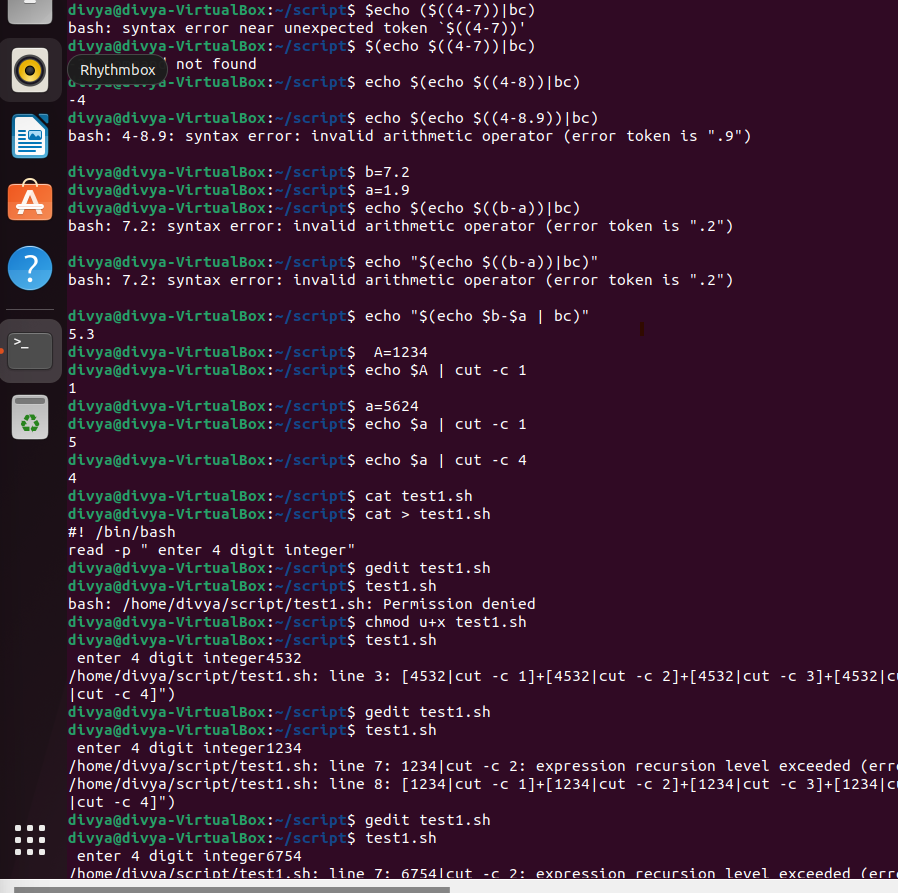 divya@divya-VirtualBox:~/script$ $echo ($((4-7))|bc)
bash: syntax error near unexpected token `$((4-7))'
divya@divya-VirtualBox:~/script$ $(echo $((4-7))|bc)
not found
Rhythmbox
divya@divya-VirtualBox:~/script$ echo $(echo $((4-8))|bc)
-4
divya@divya-VirtualBox:~/script$ echo $(echo $((4-8.9))|bc)
bash: 4-8.9: syntax error: invalid arithmetic operator (error token is ".9")
divya@divya-VirtualBox:~/script$ b=7.2
divya@divya-VirtualBox:~/script$ a=1.9
divya@divya-VirtualBox:~/script$ echo $(echo $((b-a))|bc)
bash: 7.2: syntax error: invalid arithmetic operator (error token is ".2")
divya@divya-VirtualBox:~/script$ echo "$(echo $((b-a))|bc)"
bash: 7.2: syntax error: invalid arithmetic operator (error token is ".2")
divya@divya-VirtualBox:~/script$ echo "$(echo $b-$a | bc)"
5.3
divya@divya-VirtualBox:~/script$  A=1234
divya@divya-VirtualBox:~/script$ echo $A | cut -c 1
1
divya@divya-VirtualBox:~/script$ a=5624
divya@divya-VirtualBox:~/script$ echo $a | cut -c 1
5
divya@divya-VirtualBox:~/script$ echo $a | cut -c 4
4
divya@divya-VirtualBox:~/script$ cat test1.sh
divya@divya-VirtualBox:~/script$ cat > test1.sh
#! /bin/bash
read -p " enter 4 digit integer"
divya@divya-VirtualBox:~/script$ gedit test1.sh
divya@divya-VirtualBox:~/script$ test1.sh
bash: /home/divya/script/test1.sh: Permission denied
divya@divya-VirtualBox:~/script$ chmod u+x test1.sh
divya@divya-VirtualBox:~/script$ test1.sh
 enter 4 digit integer4532
/home/divya/script/test1.sh: line 3: [4532|cut -c 1]+[4532|cut -c 2]+[4532|cut -c 3]+[4532|c
|cut -c 4]")
divya@divya-VirtualBox:~/script$ gedit test1.sh
divya@divya-VirtualBox:~/script$ test1.sh
 enter 4 digit integer1234
/home/divya/script/test1.sh: line 7: 1234|cut -c 2: expression recursion level exceeded (err
/home/divya/script/test1.sh: line 8: [1234|cut -c 1]+[1234|cut -c 2]+[1234|cut -c 3]+[1234|c
|cut -c 4]")
divya@divya-VirtualBox:~/script$ gedit test1.sh
divya@divya-VirtualBox:~/script$ test1.sh
 enter 4 digit integer6754
/home/divya/script/test1.sh: line 7: 6754|cut -c 2: expression recursion level exceeded (err